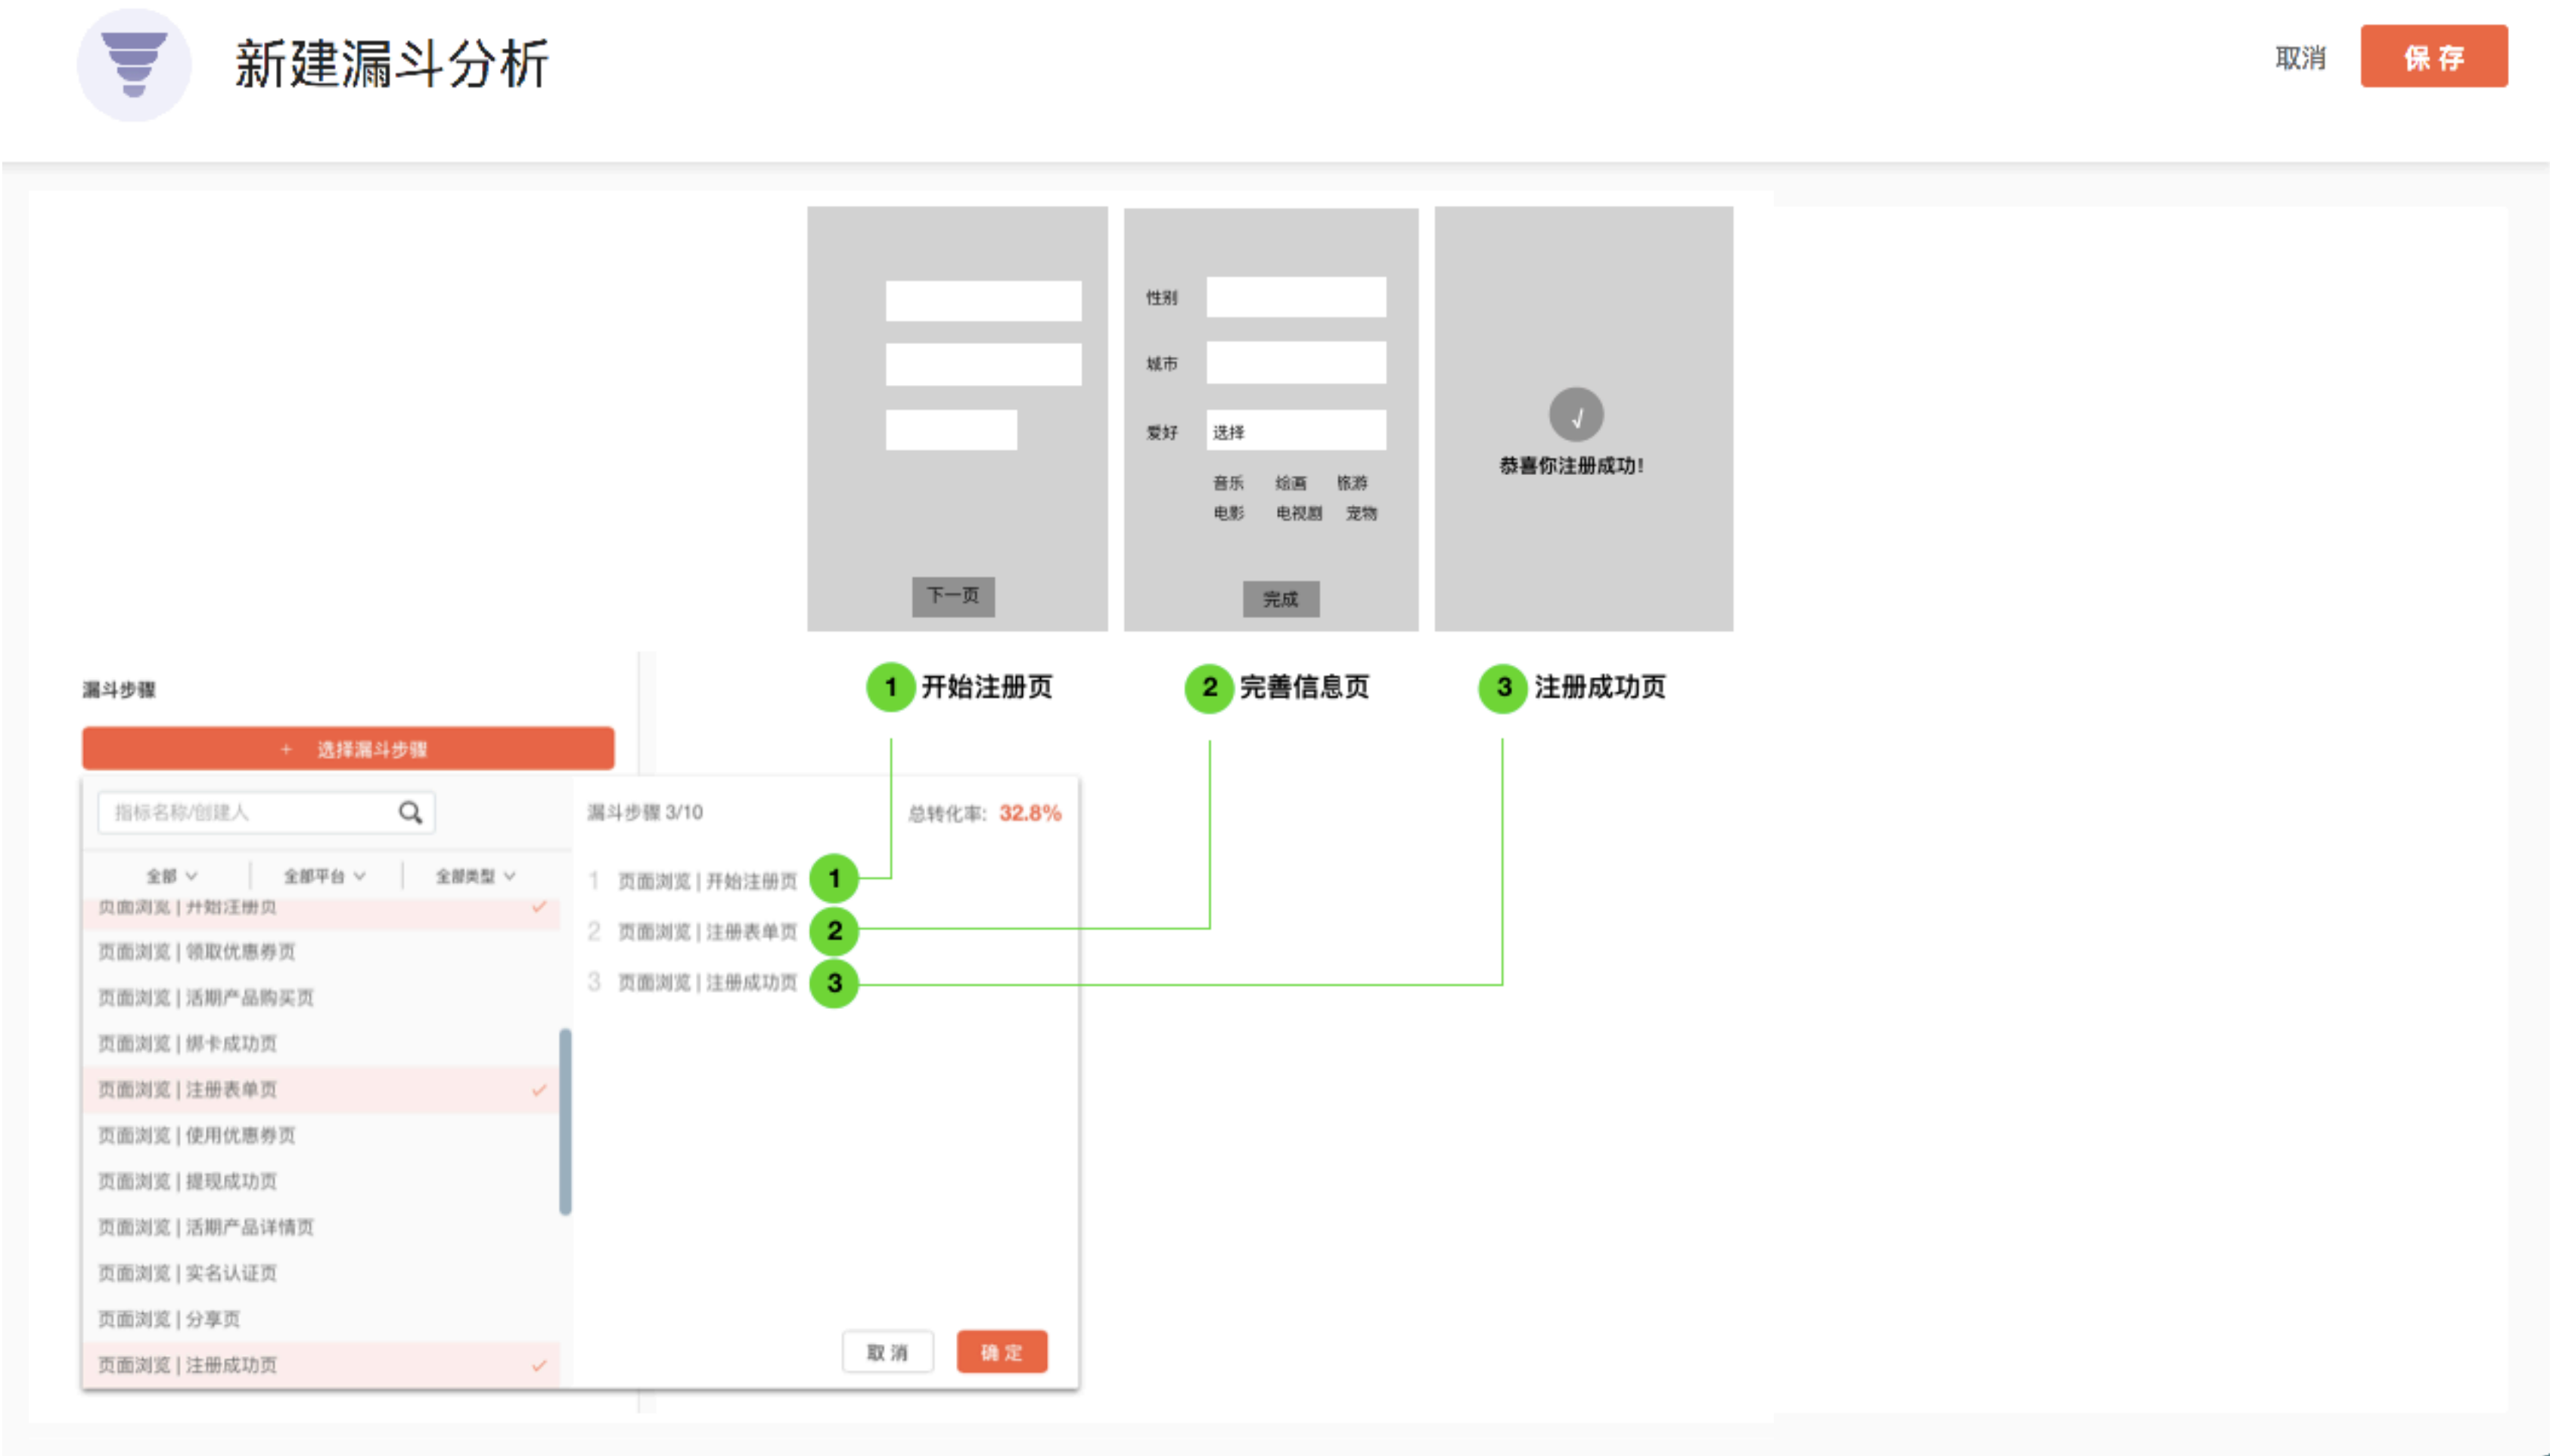 新建漏斗分析
取消
保存
性别
城市
爱好 选择
音乐 绘画 旅游
电影 电视剧 宠物
下一页
完成
√
恭喜你注册成功!
1 开始注册页
2 完善信息页
3 注册成功页
漏斗步骤
+ 选择漏斗步骤
指标名称/创建人
全部 全部平台 全部类型
页面浏览 | 开始注册页
页面浏览 | 领取优惠券页
页面浏览 | 活期产品购买页
页面浏览 | 绑卡成功页
页面浏览 | 注册表单页
页面浏览 | 使用优惠券页
页面浏览 | 提现成功页
页面浏览 | 活期产品详情页
页面浏览 | 实名认证页
页面浏览 | 分享页
页面浏览 | 注册成功页
漏斗步骤 3/10
总转化率: 32.8%
1 页面浏览 | 开始注册页 1
2 页面浏览 | 注册表单页 2
3 页面浏览 | 注册成功页 3
取消
确定